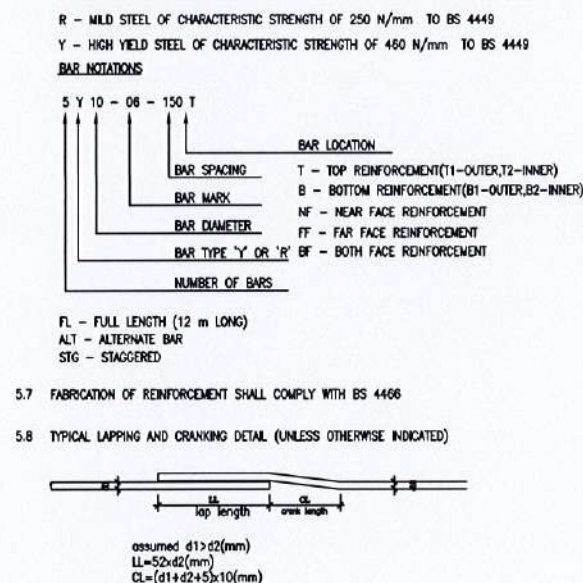 R - MILD STEEL OF CHARACTERISTIC STRENGTH OF 250 N/mm TO BS 4449
Y - HIGH YIELD STEEL OF CHARACTERISTIC STRENGTH OF 460 N/mm TO BS 4449
BAR NOTATIONS
5 Y 10 - 06 - 150 T
BAR LOCATION
BAR SPACING
T - TOP REINFORCEMENT(T1-OUTER,T2-INNER)
B - BOTTOM REINFORCEMENT(B1-OUTER,B2-INNER)
BAR MARK
NF - NEAR FACE REINFORCEMENT
BAR DIAMETER
FF - FAR FACE REINFORCEMENT
BAR TYPE 'Y' OR 'R'
BF - BOTH FACE REINFORCEMENT
NUMBER OF BARS
FL - FULL LENGTH (12 m LONG)
ALT - ALTERNATE BAR
STG - STAGGERED
5.7 FABRICATION OF REINFORCEMENT SHALL COMPLY WITH BS 4466
5.8 TYPICAL LAPPING AND CRANKING DETAIL (UNLESS OTHERWISE INDICATED)
LL CL
lap length crank length
assumed d1>d2(mm)
LL=52xd2(mm)
CL=(d1+d2+5)x10(mm)